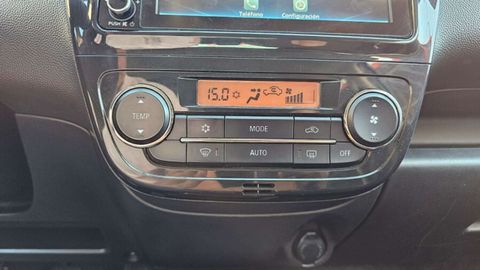 Teléfono Configuración
PUSH
15.0
TEMP
MODE
AUTO
OFF